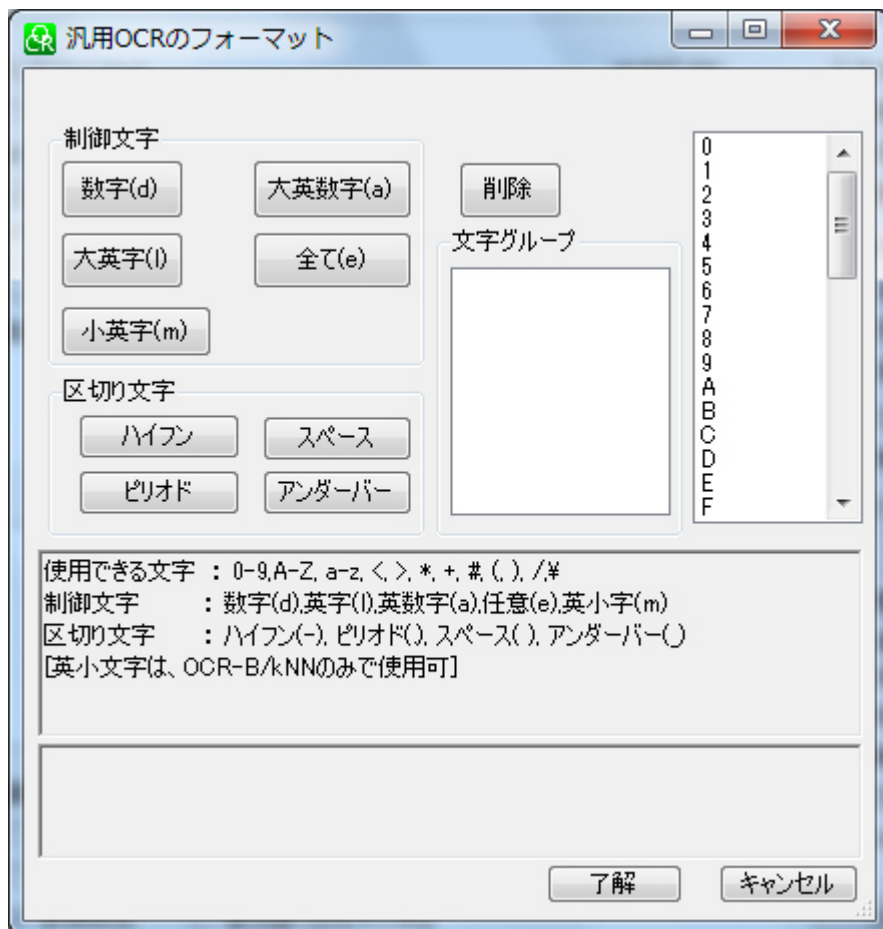 汎用OCRのフォーマット
制御文字
数字(d)
大英数字(a)
大英字(l)
全て(e)
小英字(m)
削除
文字グループ
区切り文字
ハイフン
スペース
ピリオド
アンダーバー
0
1
2
3
4
5
6
7
8
9
A
B
C
D
E
F
使用できる文字 : 0-9,A-Z, a-z, <, >, *, +, #, (, ), /,¥
制御文字 : 数字(d),英字(l),英数字(a),任意(e),英小字(m)
区切り文字 : ハイフン(-), ピリオド(.), スペース( ), アンダーバー(_)
[英小文字は、OCR-B/kNNのみで使用可]
了解
キャンセル